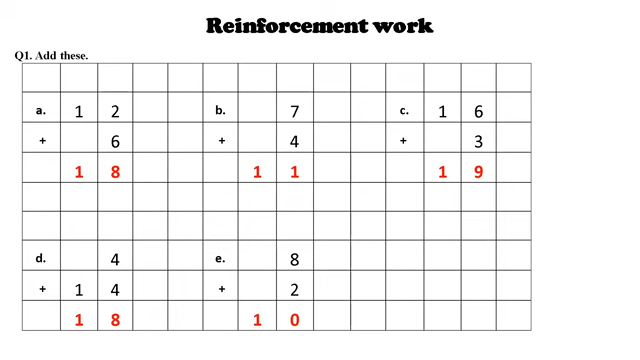 Reinforcement work
Q1. Add these.
a. 1 2 b. 7 c. 1 6
+ 6 + 4 + 3
1 8 1 1 1 9
d. 4 e. 8
+ 1 4 + 2
1 8 1 0